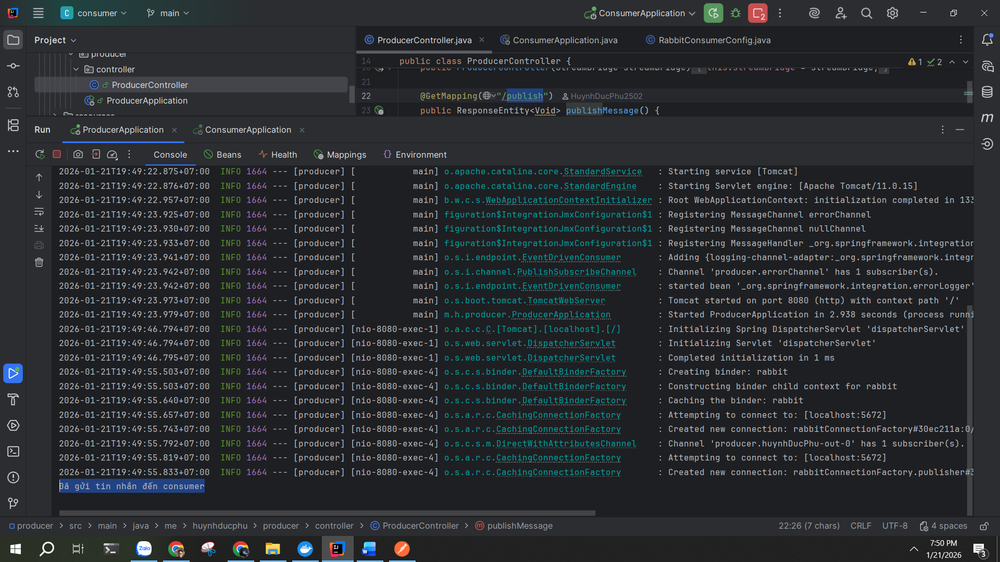 C consumer main ConsumerApplication 2
Project
producer
controller
ProducerController
ProducerApplication
ProducerController.java ConsumerApplication.java RabbitConsumerConfig.java
14 public class ProducerController {
1 2
21
22 @GetMapping("/publish") HuynhDucPhu2502
23 public ResponseEntity<Void> publishMessage() {
Run ProducerApplication ConsumerApplication
Console Beans Health Mappings Environment
2026-01-21T19:49:22.875+07:00 INFO 1664 --- [producer] [ main] o.apache.catalina.core.StandardService : Starting service [Tomcat]
2026-01-21T19:49:22.876+07:00 INFO 1664 --- [producer] [ main] o.apache.catalina.core.StandardEngine : Starting Servlet engine: [Apache Tomcat/11.0.15]
2026-01-21T19:49:22.957+07:00 INFO 1664 --- [producer] [ main] b.w.c.s.WebApplicationContextInitializer : Root WebApplicationContext: initialization completed in 133
2026-01-21T19:49:23.925+07:00 INFO 1664 --- [producer] [ main] figuration$IntegrationJmxConfiguration$1 : Registering MessageChannel errorChannel
2026-01-21T19:49:23.930+07:00 INFO 1664 --- [producer] [ main] figuration$IntegrationJmxConfiguration$1 : Registering MessageChannel nullChannel
2026-01-21T19:49:23.933+07:00 INFO 1664 --- [producer] [ main] figuration$IntegrationJmxConfiguration$1 : Registering MessageHandler _org.springframework.integration
2026-01-21T19:49:23.941+07:00 INFO 1664 --- [producer] [ main] o.s.i.endpoint.EventDrivenConsumer : Adding {logging-channel-adapter:_org.springframework.integr
2026-01-21T19:49:23.942+07:00 INFO 1664 --- [producer] [ main] o.s.i.channel.PublishSubscribeChannel : Channel 'producer.errorChannel' has 1 subscriber(s).
2026-01-21T19:49:23.942+07:00 INFO 1664 --- [producer] [ main] o.s.i.endpoint.EventDrivenConsumer : started bean '_org.springframework.integration.errorLogger'
2026-01-21T19:49:23.973+07:00 INFO 1664 --- [producer] [ main] o.s.boot.tomcat.TomcatWebServer : Tomcat started on port 8080 (http) with context path '/'
2026-01-21T19:49:23.979+07:00 INFO 1664 --- [producer] [ main] m.h.producer.ProducerApplication : Started ProducerApplication in 2.938 seconds (process runni
2026-01-21T19:49:46.794+07:00 INFO 1664 --- [producer] [nio-8080-exec-1] o.a.c.c.C.[Tomcat].[localhost].[/] : Initializing Spring DispatcherServlet 'dispatcherServlet'
2026-01-21T19:49:46.794+07:00 INFO 1664 --- [producer] [nio-8080-exec-1] o.s.web.servlet.DispatcherServlet : Initializing Servlet 'dispatcherServlet'
2026-01-21T19:49:46.795+07:00 INFO 1664 --- [producer] [nio-8080-exec-1] o.s.web.servlet.DispatcherServlet : Completed initialization in 1 ms
2026-01-21T19:49:55.503+07:00 INFO 1664 --- [producer] [nio-8080-exec-4] o.s.c.s.binder.DefaultBinderFactory : Creating binder: rabbit
2026-01-21T19:49:55.503+07:00 INFO 1664 --- [producer] [nio-8080-exec-4] o.s.c.s.binder.DefaultBinderFactory : Constructing binder child context for rabbit
2026-01-21T19:49:55.640+07:00 INFO 1664 --- [producer] [nio-8080-exec-4] o.s.c.s.binder.DefaultBinderFactory : Caching the binder: rabbit
2026-01-21T19:49:55.657+07:00 INFO 1664 --- [producer] [nio-8080-exec-4] o.s.a.r.c.CachingConnectionFactory : Attempting to connect to: [localhost:5672]
2026-01-21T19:49:55.743+07:00 INFO 1664 --- [producer] [nio-8080-exec-4] o.s.a.r.c.CachingConnectionFactory : Created new connection: rabbitConnectionFactory#30ec211a:0/
2026-01-21T19:49:55.792+07:00 INFO 1664 --- [producer] [nio-8080-exec-4] o.s.c.s.m.DirectWithAttributesChannel : Channel 'producer.huynhDucPhu-out-0' has 1 subscriber(s).
2026-01-21T19:49:55.819+07:00 INFO 1664 --- [producer] [nio-8080-exec-4] o.s.a.r.c.CachingConnectionFactory : Attempting to connect to: [localhost:5672]
2026-01-21T19:49:55.833+07:00 INFO 1664 --- [producer] [nio-8080-exec-4] o.s.a.r.c.CachingConnectionFactory : Created new connection: rabbitConnectionFactory.publisher#3
Đã gửi tin nhắn đến consumer
producer > src > main > java > me > huynhducphu > producer > controller > ProducerController > publishMessage 22:26 (7 chars) CRLF UTF-8 4 spaces
Zalo
7:50 PM
1/21/2026
3